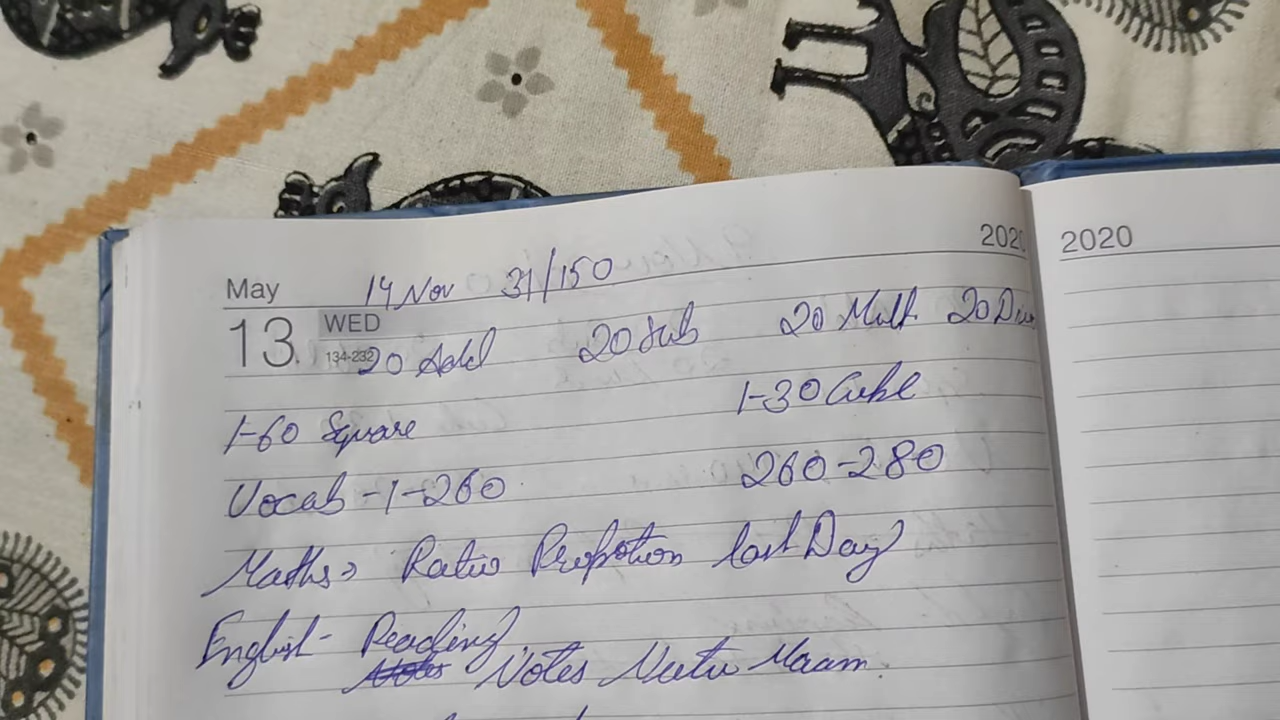 2020 2020
May 14 Nov 31/150
13. WED
134-232 20 Add 20 Sub 20 Mult 20 Div
1-60 Square 1-30 Cube
Vocab -1-260 260-280
Maths → Ratio Propotion last Day
English - Reading
Notes Notes Neetu Maam.